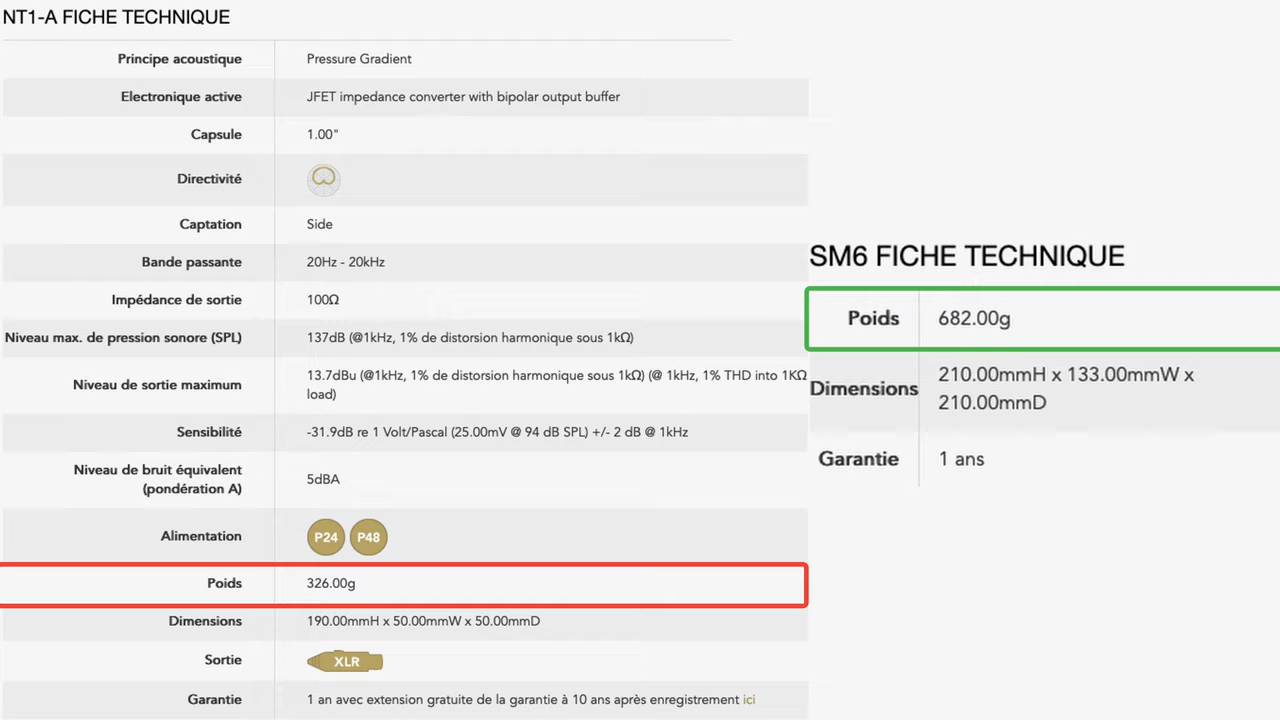 NT1-A FICHE TECHNIQUE
Principe acoustique Pressure Gradient
Electronique active JFET impedance converter with bipolar output buffer
Capsule 1.00"
Directivité
Captation Side
Bande passante 20Hz - 20kHz
Impédance de sortie 100Ω
Niveau max. de pression sonore (SPL) 137dB (@1kHz, 1% de distorsion harmonique sous 1kΩ)
Niveau de sortie maximum 13.7dBu (@1kHz, 1% de distorsion harmonique sous 1kΩ) (@ 1kHz, 1% THD into 1KΩ
load)
Sensibilité -31.9dB re 1 Volt/Pascal (25.00mV @ 94 dB SPL) +/- 2 dB @ 1kHz
Niveau de bruit équivalent
(pondération A) 5dBA
Alimentation P24 P48
Poids 326.00g
Dimensions 190.00mmH x 50.00mmW x 50.00mmD
Sortie XLR
Garantie 1 an avec extension gratuite de la garantie à 10 ans après enregistrement ici
SM6 FICHE TECHNIQUE
Poids 682.00g
Dimensions 210.00mmH x 133.00mmW x
210.00mmD
Garantie 1 ans